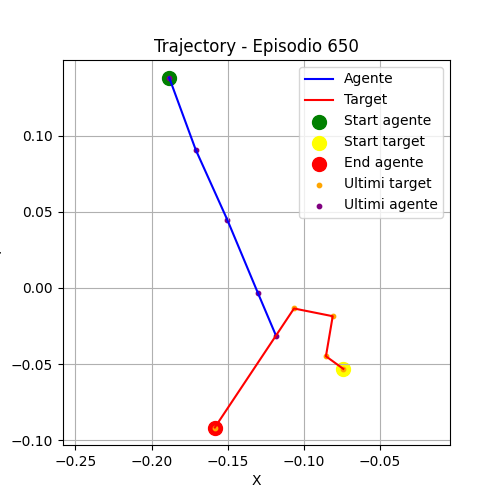 Trajectory - Episodio 650
Agente
Target
Start agente
Start target
End agente
Ultimi target
Ultimi agente
0.10
0.05
0.00
−0.05
−0.10
−0.25
−0.20
−0.15
−0.10
−0.05
X